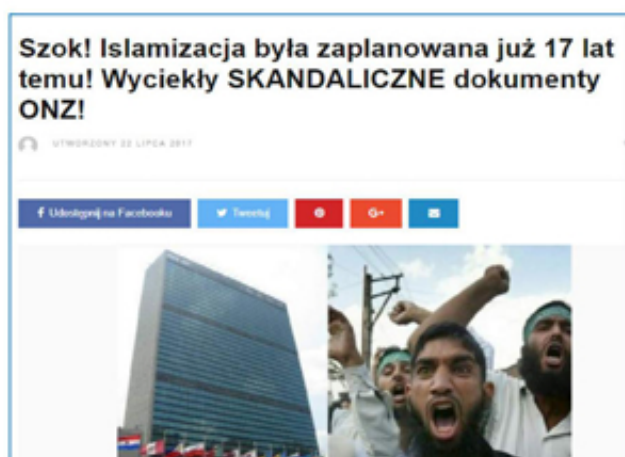 Szok! Islamizacja była zaplanowana już 17 lat
temu! Wyciekły SKANDALICZNE dokumenty
ONZ!
UTWORZONY 22 LIPCA 2017
Udostępnij na Facebooku
Tweetuj
G+